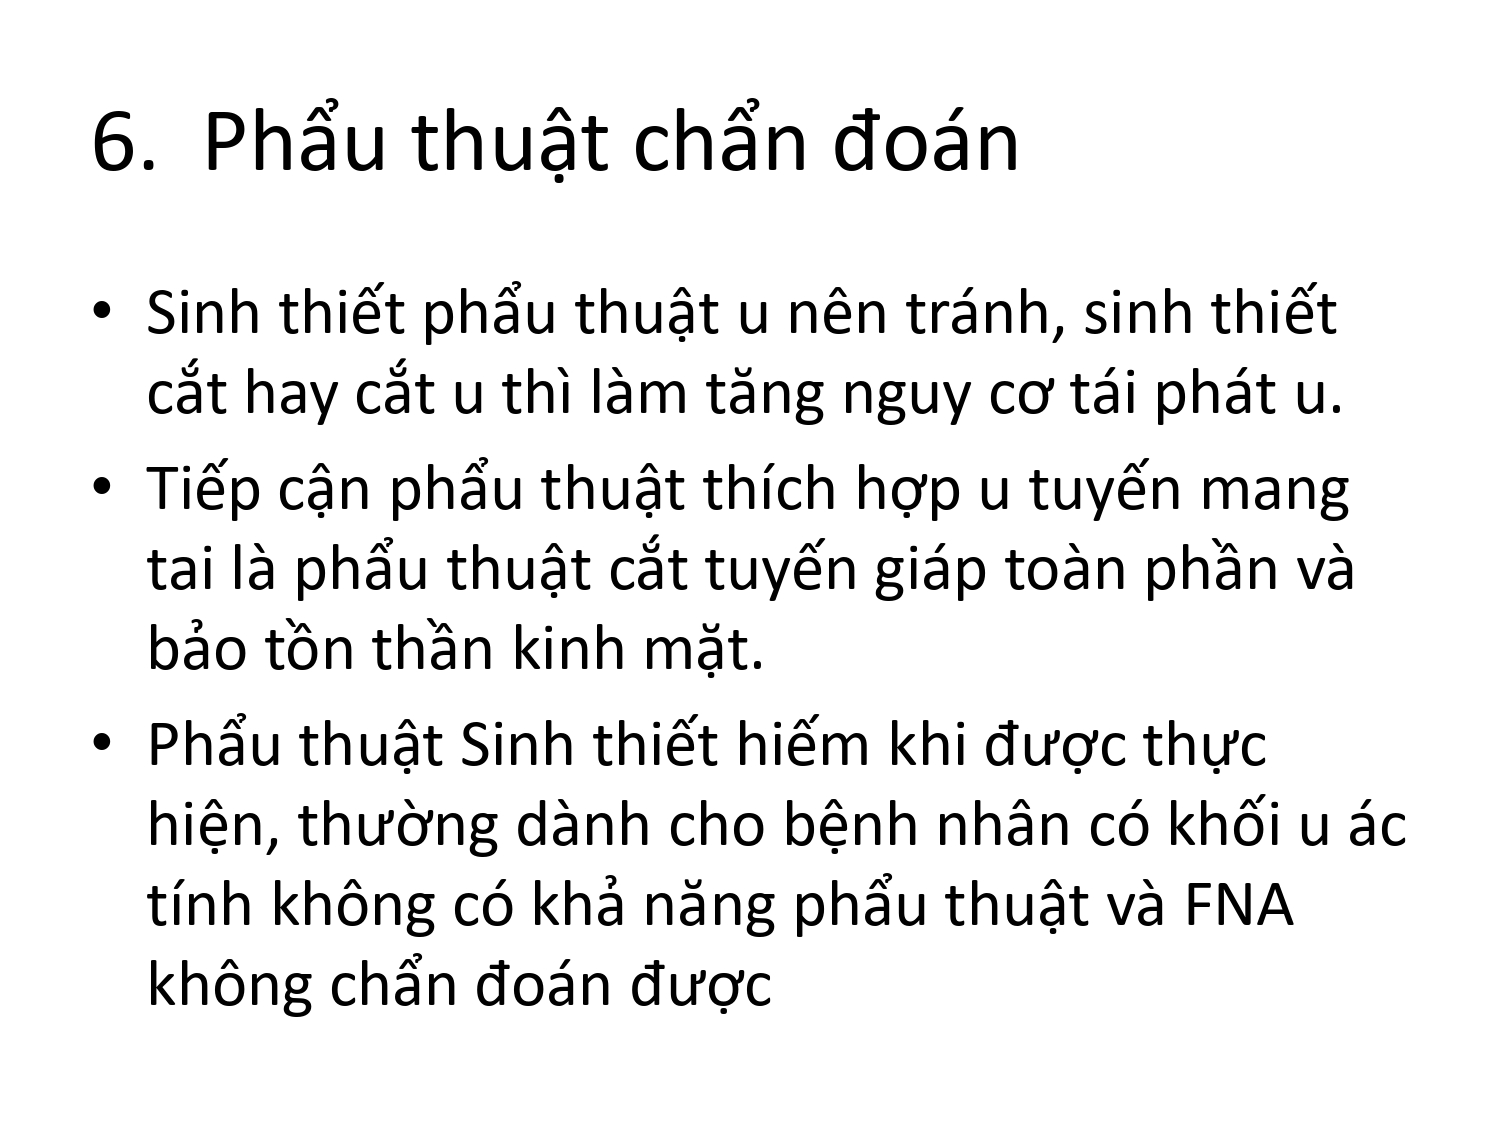 6. Phẩu thuật chẩn đoán
• Sinh thiết phẩu thuật u nên tránh, sinh thiết
cắt hay cắt u thì làm tăng nguy cơ tái phát u.
• Tiếp cận phẩu thuật thích hợp u tuyến mang
tai là phẩu thuật cắt tuyến giáp toàn phần và
bảo tồn thần kinh mặt.
• Phẩu thuật Sinh thiết hiếm khi được thực
hiện, thường dành cho bệnh nhân có khối u ác
tính không có khả năng phẩu thuật và FNA
không chẩn đoán được